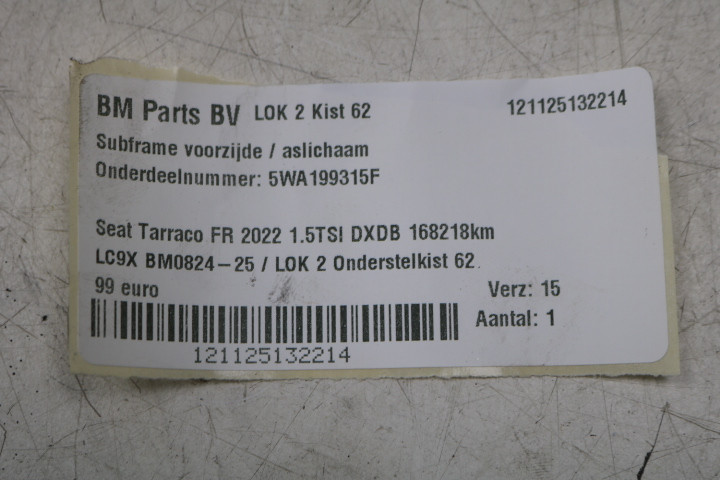 BM Parts BV LOK 2 Kist 62 121125132214
Subframe voorzijde / aslichaam
Onderdeelnummer: 5WA199315F
Seat Tarraco FR 2022 1.5TSI DXDB 168218km
LC9X BM0824-25 / LOK 2 Onderstelkist 62
99 euro Verz: 15
Aantal: 1
121125132214